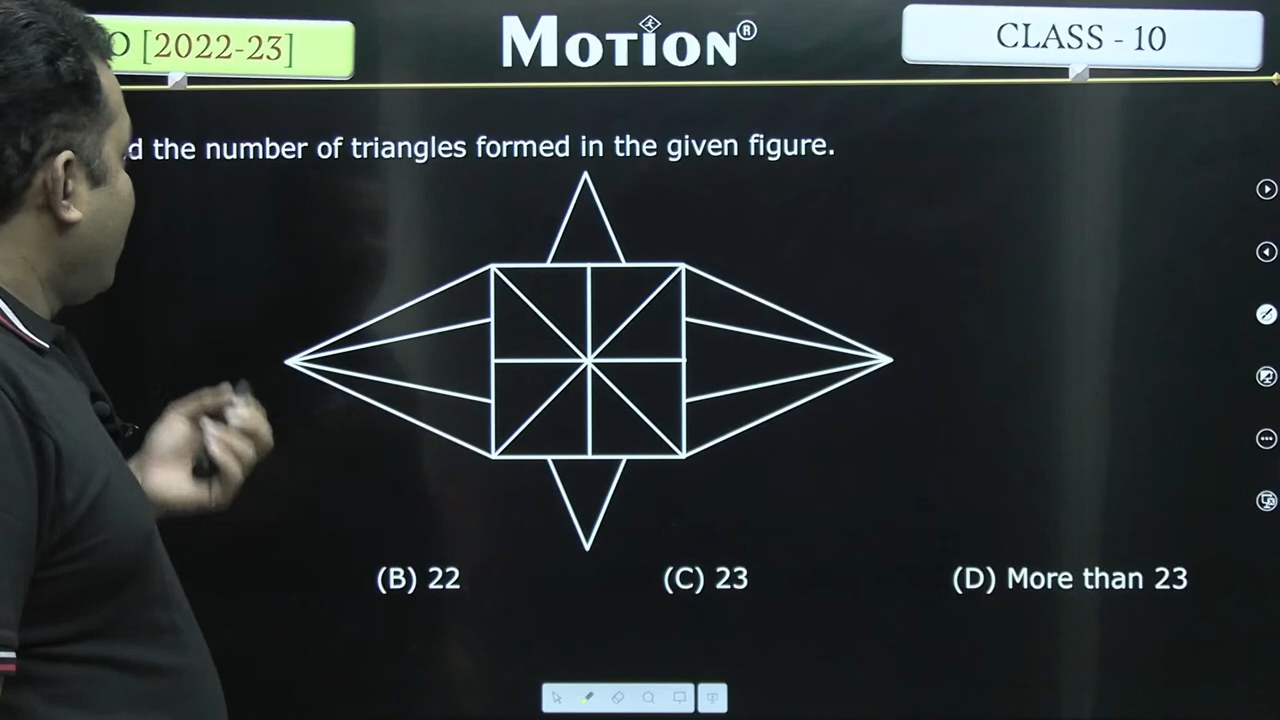 O [2022-23]
MOTION®
CLASS - 10
d the number of triangles formed in the given figure.
(B) 22 (C) 23 (D) More than 23